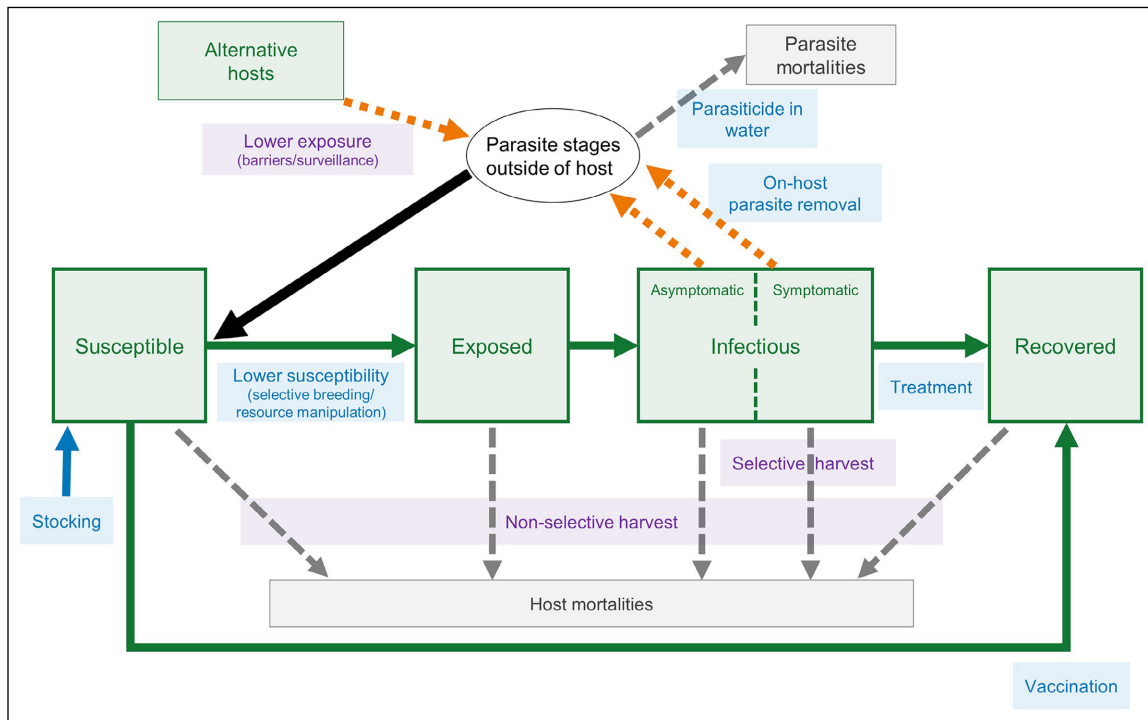 Alternative
hosts
Parasite
mortalities
Parasiticide in
water
Lower exposure
(barriers/surveillance)
Parasite stages
outside of host
On-host
parasite removal
Asymptomatic
Symptomatic
Susceptible
Exposed
Infectious
Recovered
Lower susceptibility
(selective breeding/
resource manipulation)
Treatment
Selective harvest
Stocking
Non-selective harvest
Host mortalities
Vaccination